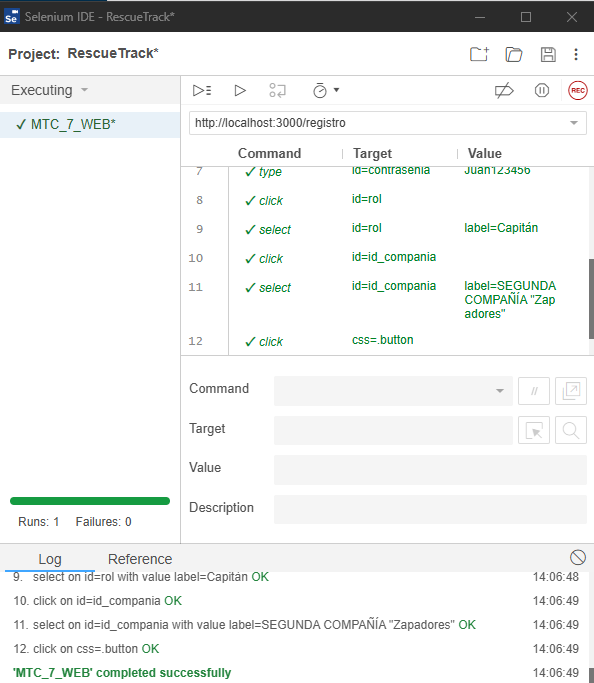 Se Selenium IDE - RescueTrack*
Project: RescueTrack*
Executing
✓ MTC_7_WEB*
REC
http://localhost:3000/registro
Command Target Value
7 ✓ type id=contrasenia Juan123456
8 ✓ click id=rol
9 ✓ select id=rol label=Capitán
10 ✓ click id=id_compania
11 ✓ select id=id_compania label=SEGUNDA
COMPAÑÍA "Zap
adores"
12 ✓ click css=.button
Command //
Target
Value
Description
Runs: 1 Failures: 0
Log Reference
9. select on id=rol with value label=Capitán OK 14:06:48
10. click on id=id_compania OK 14:06:49
11. select on id=id_compania with value label=SEGUNDA COMPAÑÍA "Zapadores" OK 14:06:49
12. click on css=.button OK 14:06:49
'MTC_7_WEB' completed successfully 14:06:49